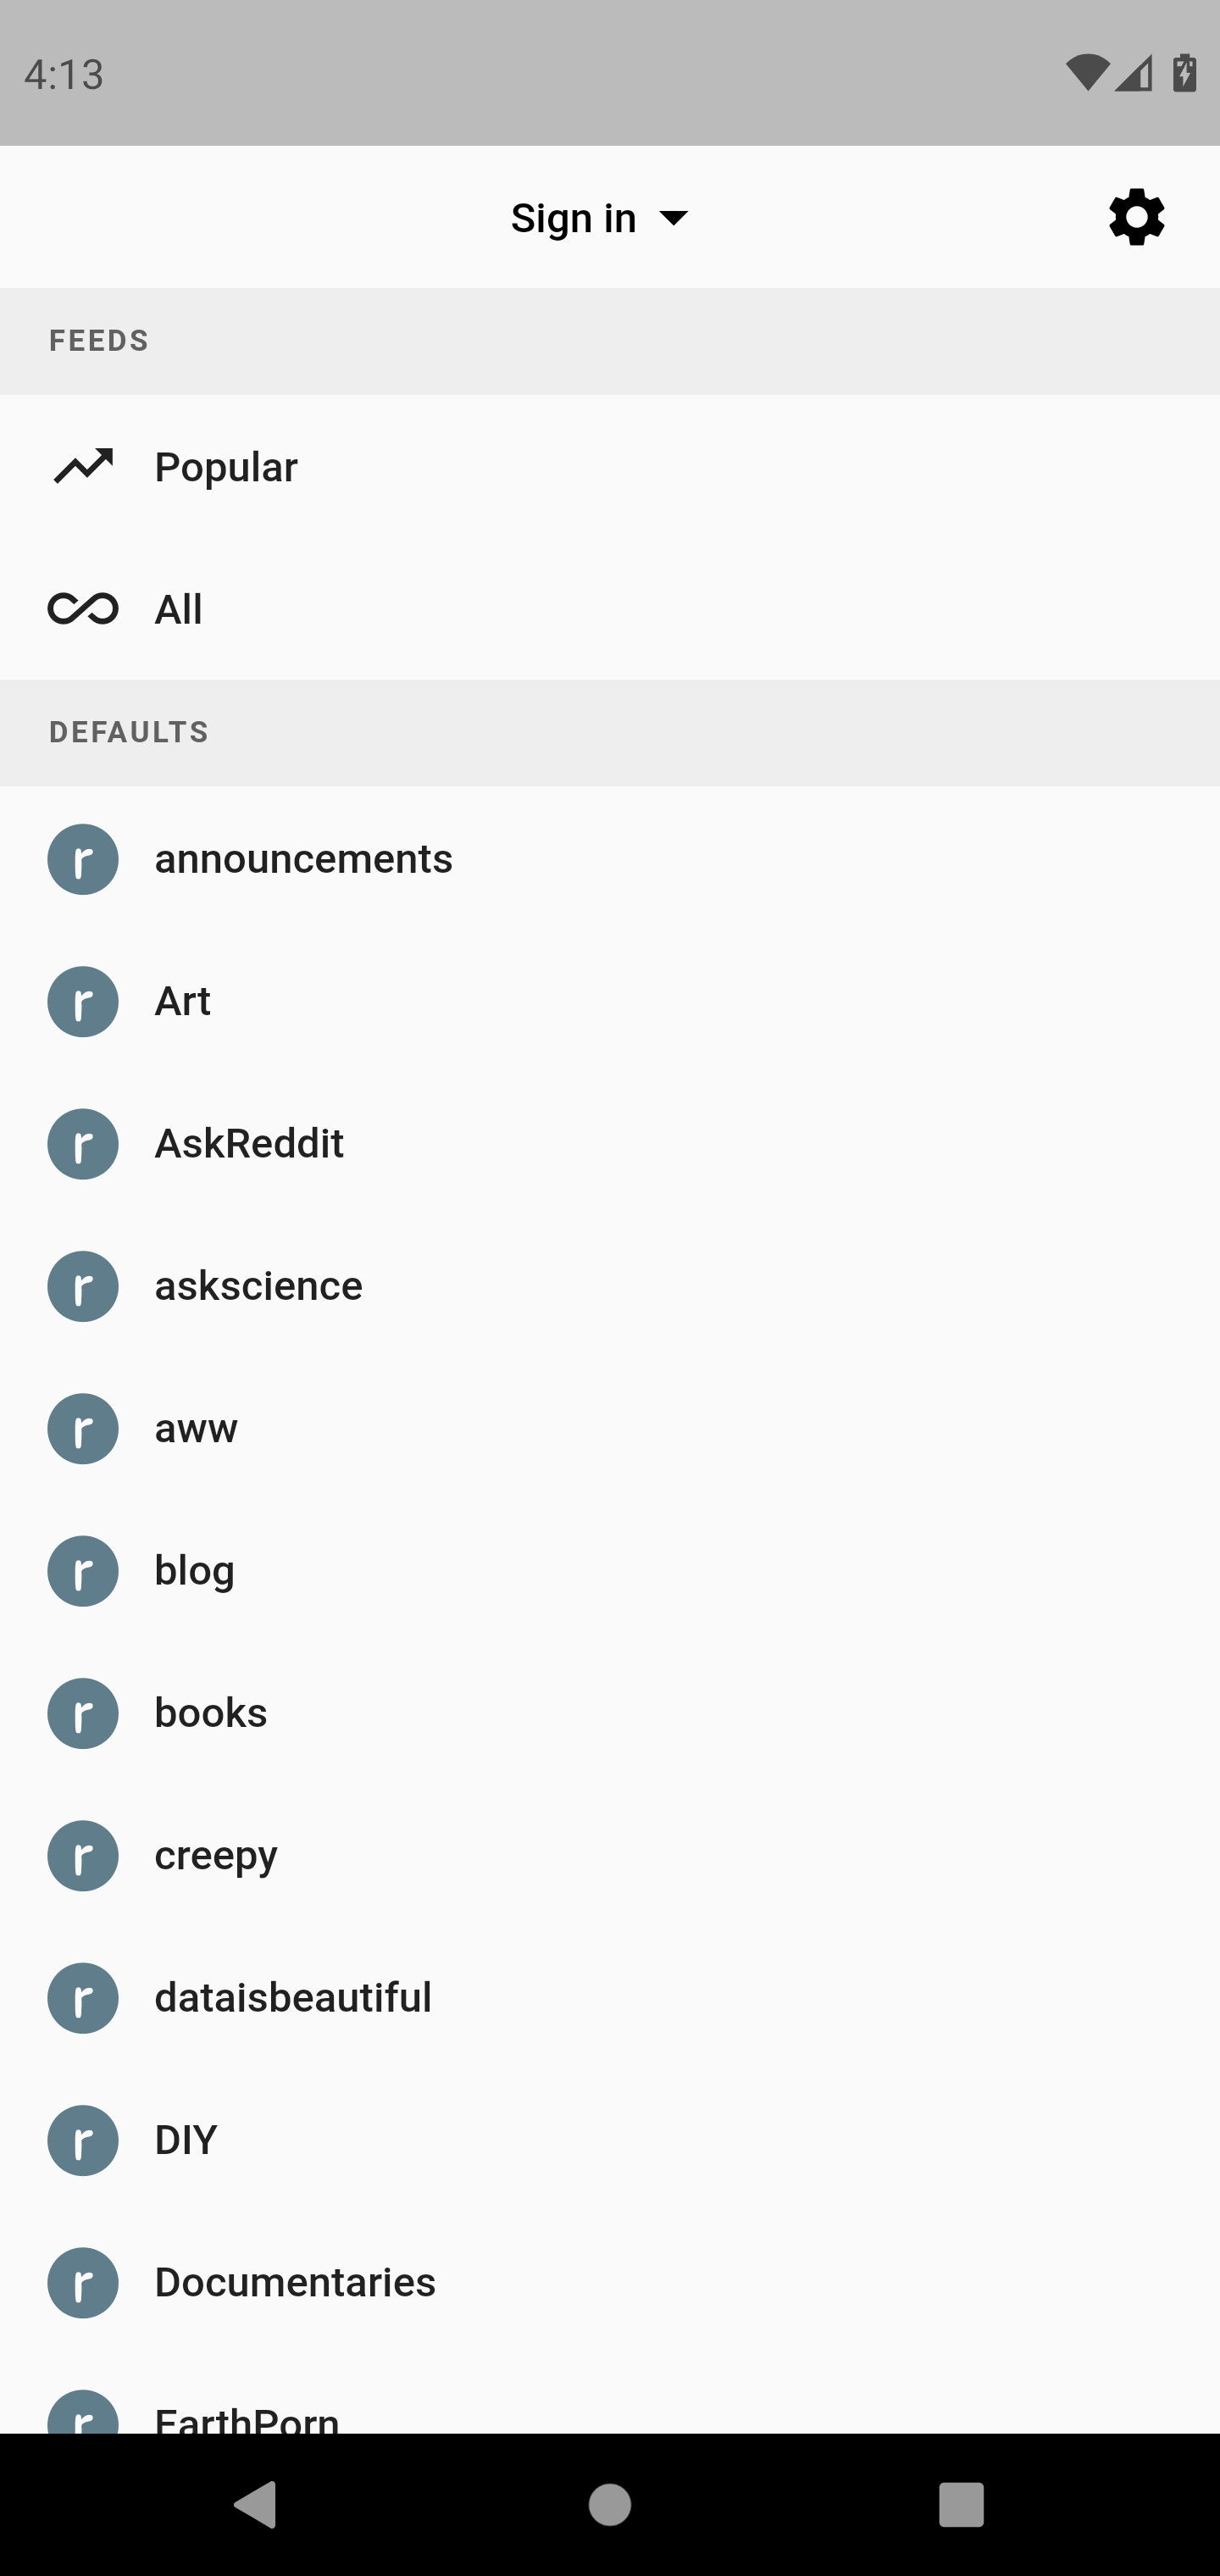 4:13
Sign in
FEEDS
Popular
All
DEFAULTS
r announcements
r Art
r AskReddit
r askscience
r aww
r blog
r books
r creepy
r dataisbeautiful
r DIY
r Documentaries
r EarthPorn